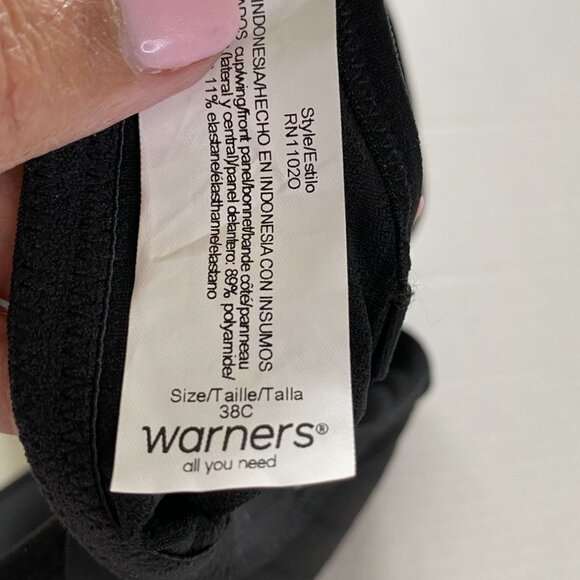 Style/Estilo
RN11020
INDONESIA/HECHO EN INDONESIA CON INSUMOS
cup/wing/front panel/bonnet/bande côté/panneau
(lateral y central)/panel delantero: 89% polyamide/
11% elastane/élasthanne/elastano
Size/Taille/Talla
38C
warners®
all you need